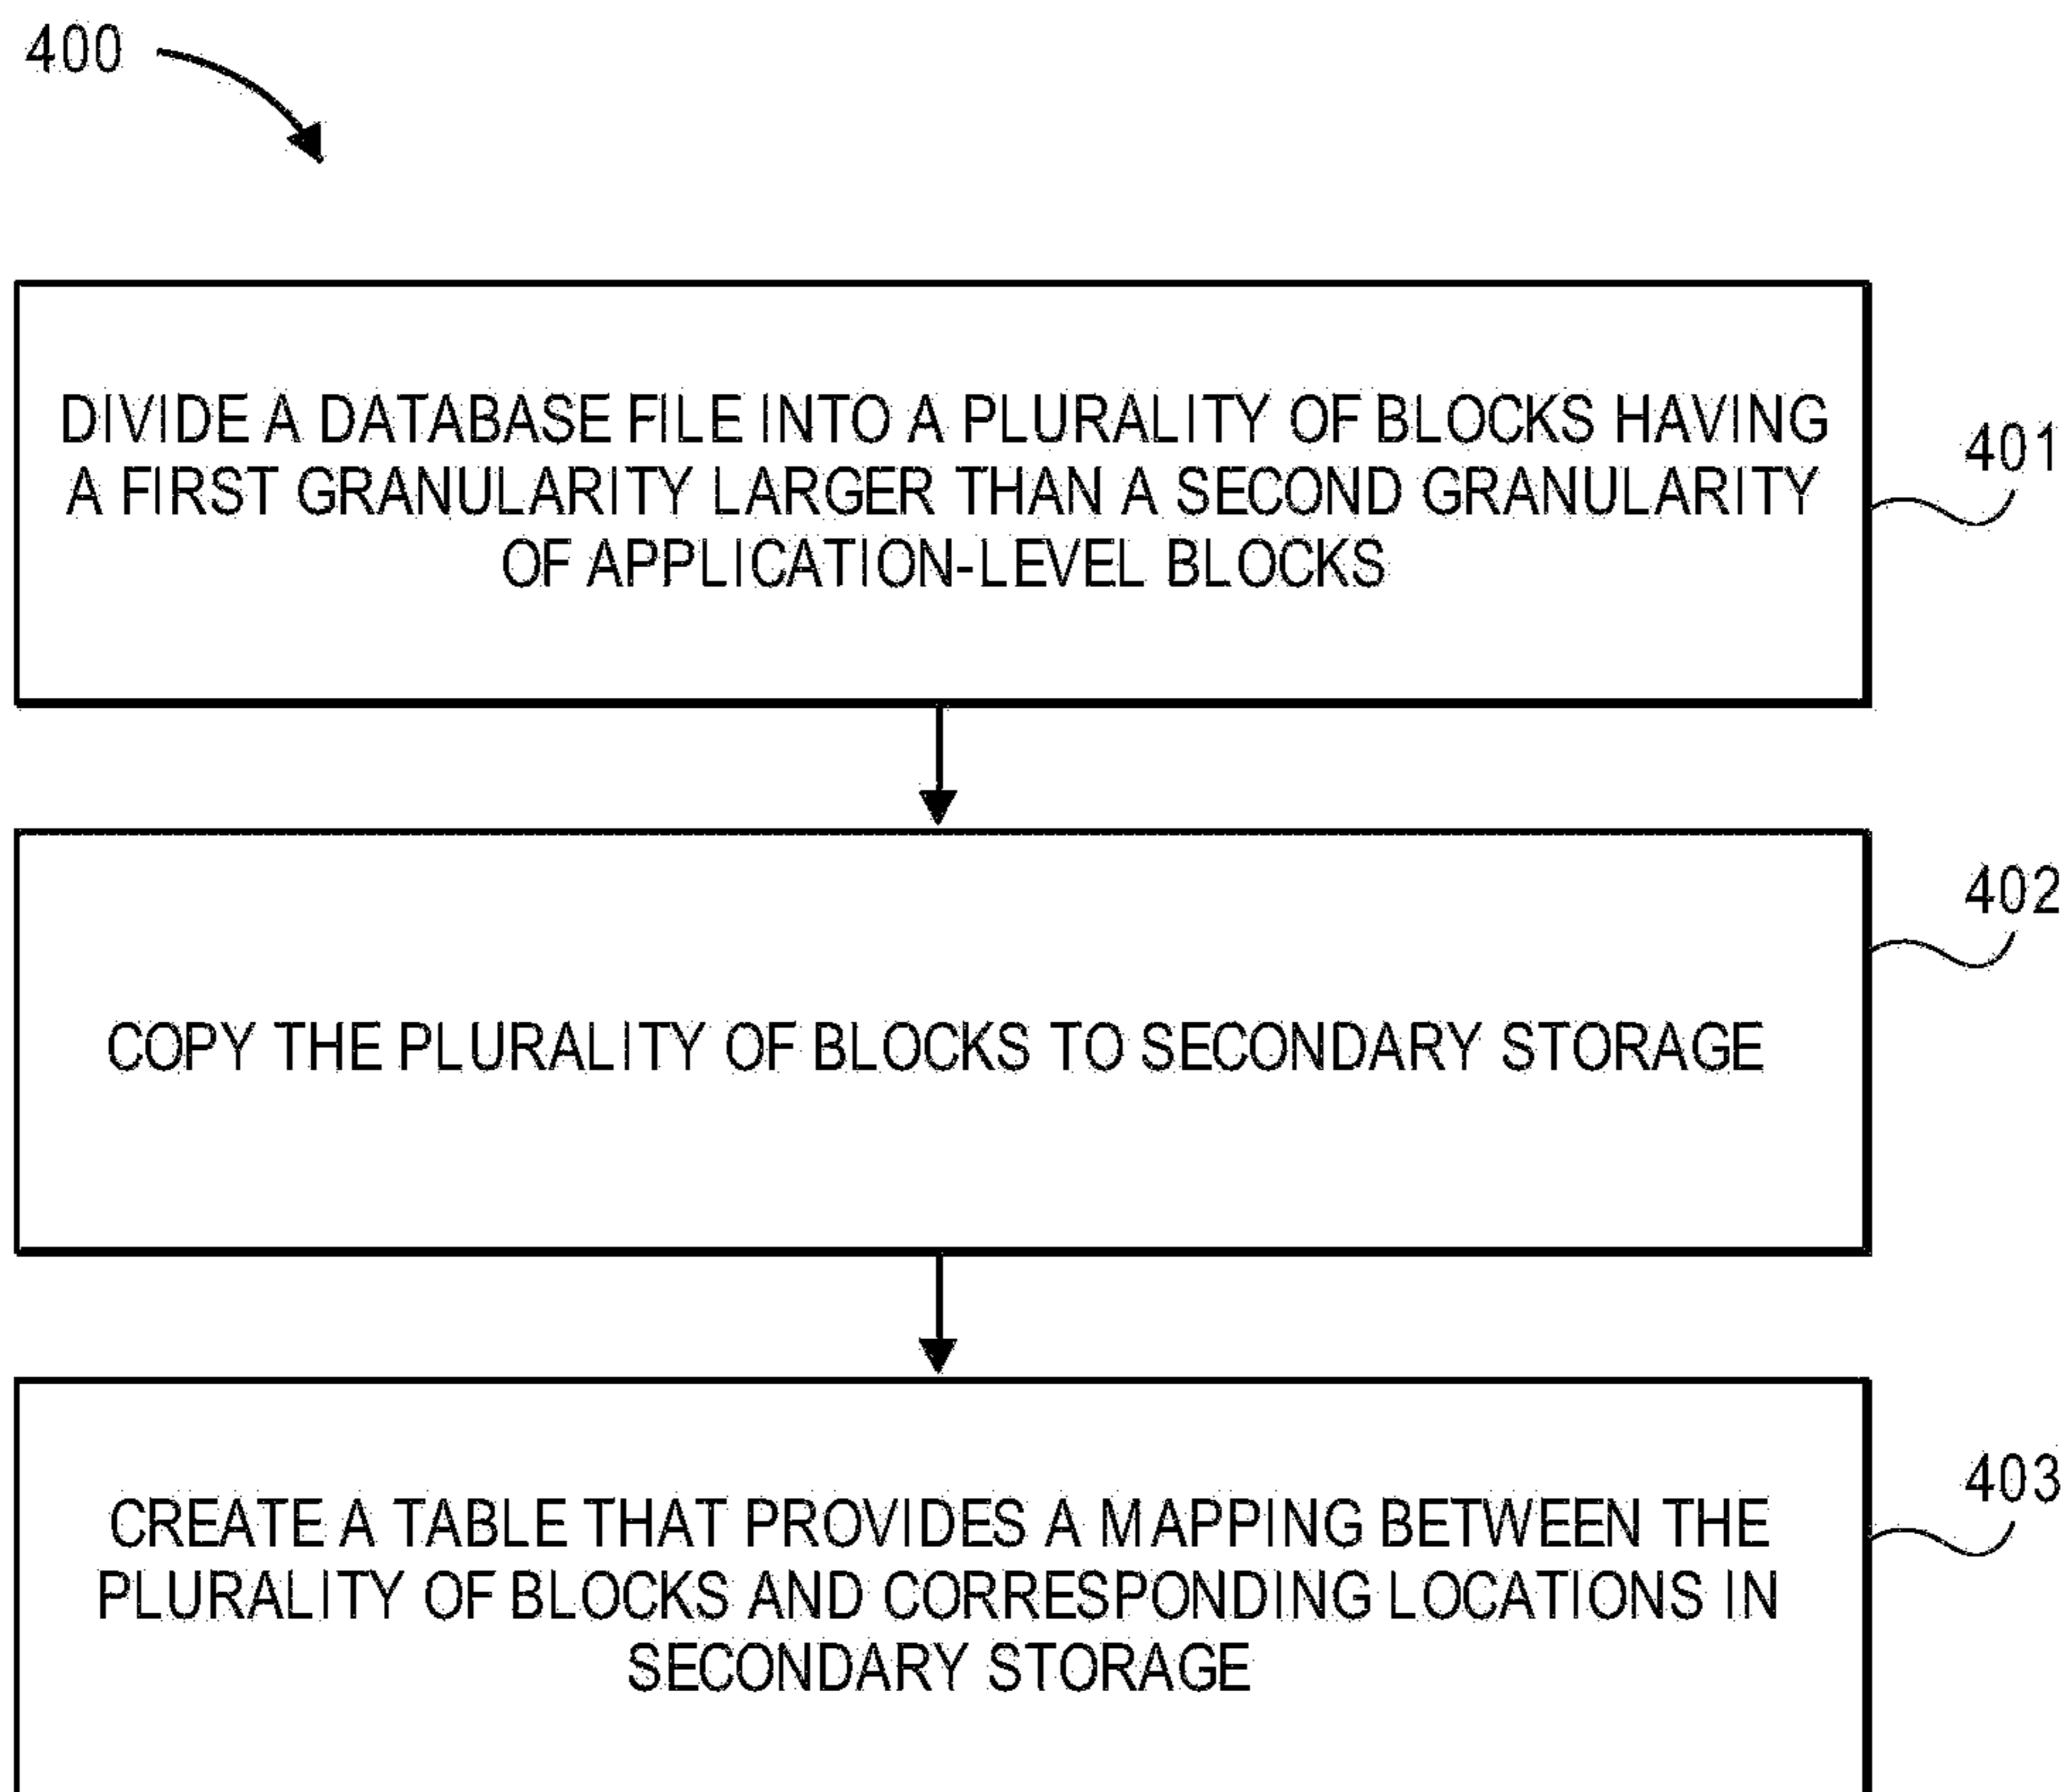 400
DIVIDE A DATABASE FILE INTO A PLURALITY OF BLOCKS HAVING
A FIRST GRANULARITY LARGER THAN A SECOND GRANULARITY
OF APPLICATION-LEVEL BLOCKS
401
COPY THE PLURALITY OF BLOCKS TO SECONDARY STORAGE
402
CREATE A TABLE THAT PROVIDES A MAPPING BETWEEN THE
PLURALITY OF BLOCKS AND CORRESPONDING LOCATIONS IN
SECONDARY STORAGE
403